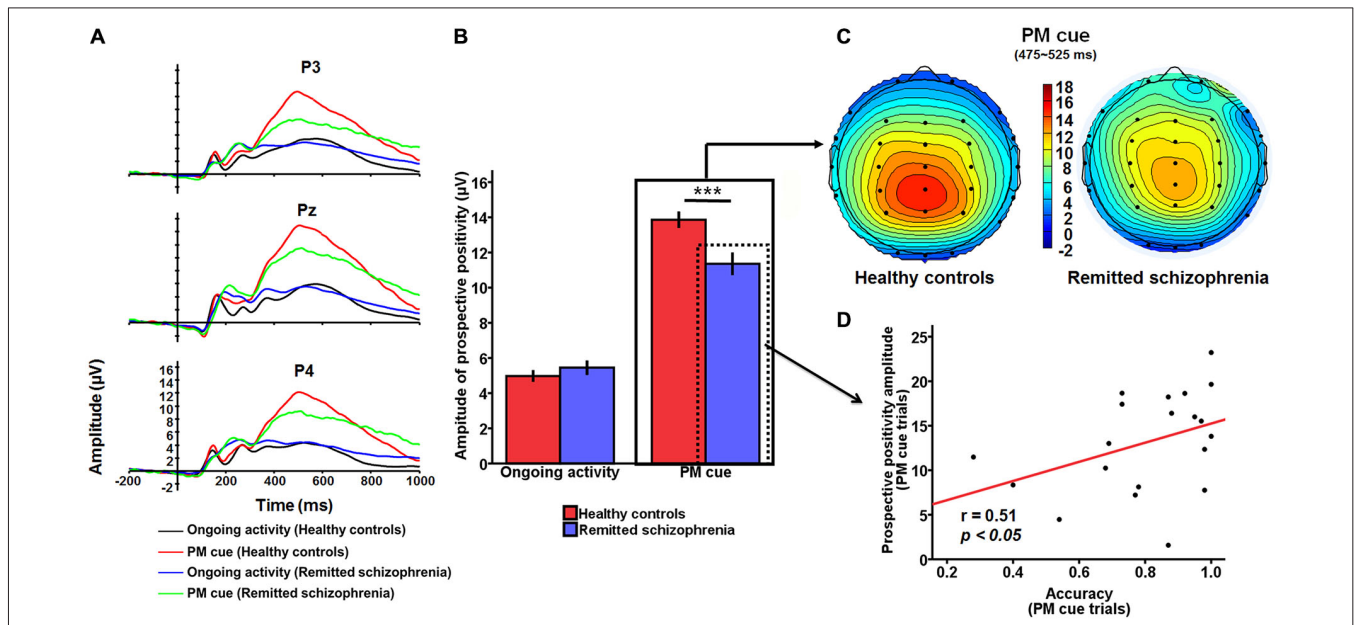 A
P3
Pz
P4
16
14
12
10
8
6
4
2
-2
-200
200
400
600
800
1000
Amplitude (µV)
Time (ms)
Ongoing activity (Healthy controls)
PM cue (Healthy controls)
Ongoing activity (Remitted schizophrenia)
PM cue (Remitted schizophrenia)
B
Ampitude of prospective positivity (µV)
16
14
12
10
8
6
4
2
0
***
Ongoing activity
PM cue
Healthy controls
Remitted schizophrenia
C
PM cue
(475~525 ms)
18
16
14
12
10
8
6
4
2
0
-2
Healthy controls
Remitted schizophrenia
D
Prospective positivity amplitude
(PM cue trials)
25
20
15
10
5
0
r = 0.51
p < 0.05
0.2
0.4
0.6
0.8
1.0
Accuracy
(PM cue trials)